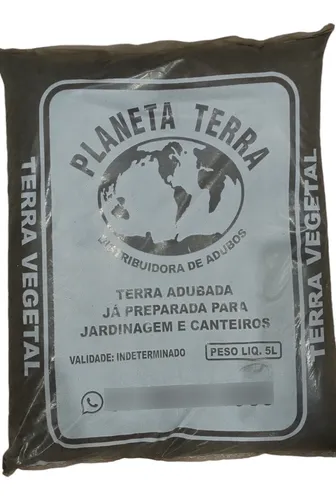 PLANETA TERRA
DISTRIBUIDORA DE ADUBOS
TERRA VEGETAL
TERRA VEGETAL
TERRA ADUBADA
JÁ PREPARADA PARA
JARDINAGEM E CANTEIROS
VALIDADE: INDETERMINADO
PESO LIQ. 5L